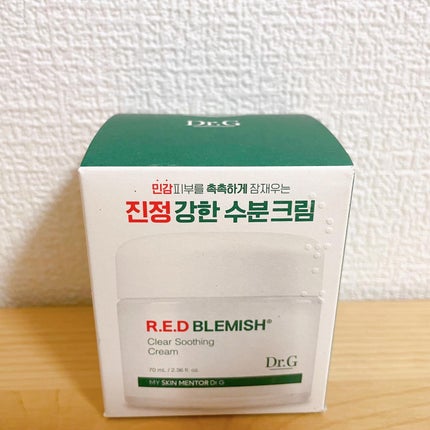 Dr.G
민감피부를 촉촉하게 잠재우는
진정 강한 수분크림
R.E.D BLEMISH®
Clear Soothing
Cream
Dr.G
70 mL / 2.36 fl. oz
MY SKIN MENTOR Dr.G